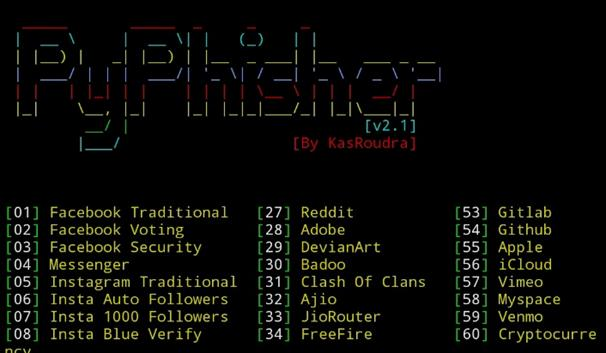 PyPhisher
[v2.1]
[By KasRoudra]
[01] Facebook Traditional [27] Reddit [53] Gitlab
[02] Facebook Voting [28] Adobe [54] Github
[03] Facebook Security [29] DevianArt [55] Apple
[04] Messenger [30] Badoo [56] iCloud
[05] Instagram Traditional [31] Clash Of Clans [57] Vimeo
[06] Insta Auto Followers [32] Ajio [58] Myspace
[07] Insta 1000 Followers [33] JioRouter [59] Venmo
[08] Insta Blue Verify [34] FreeFire [60] Cryptocurre
ncy